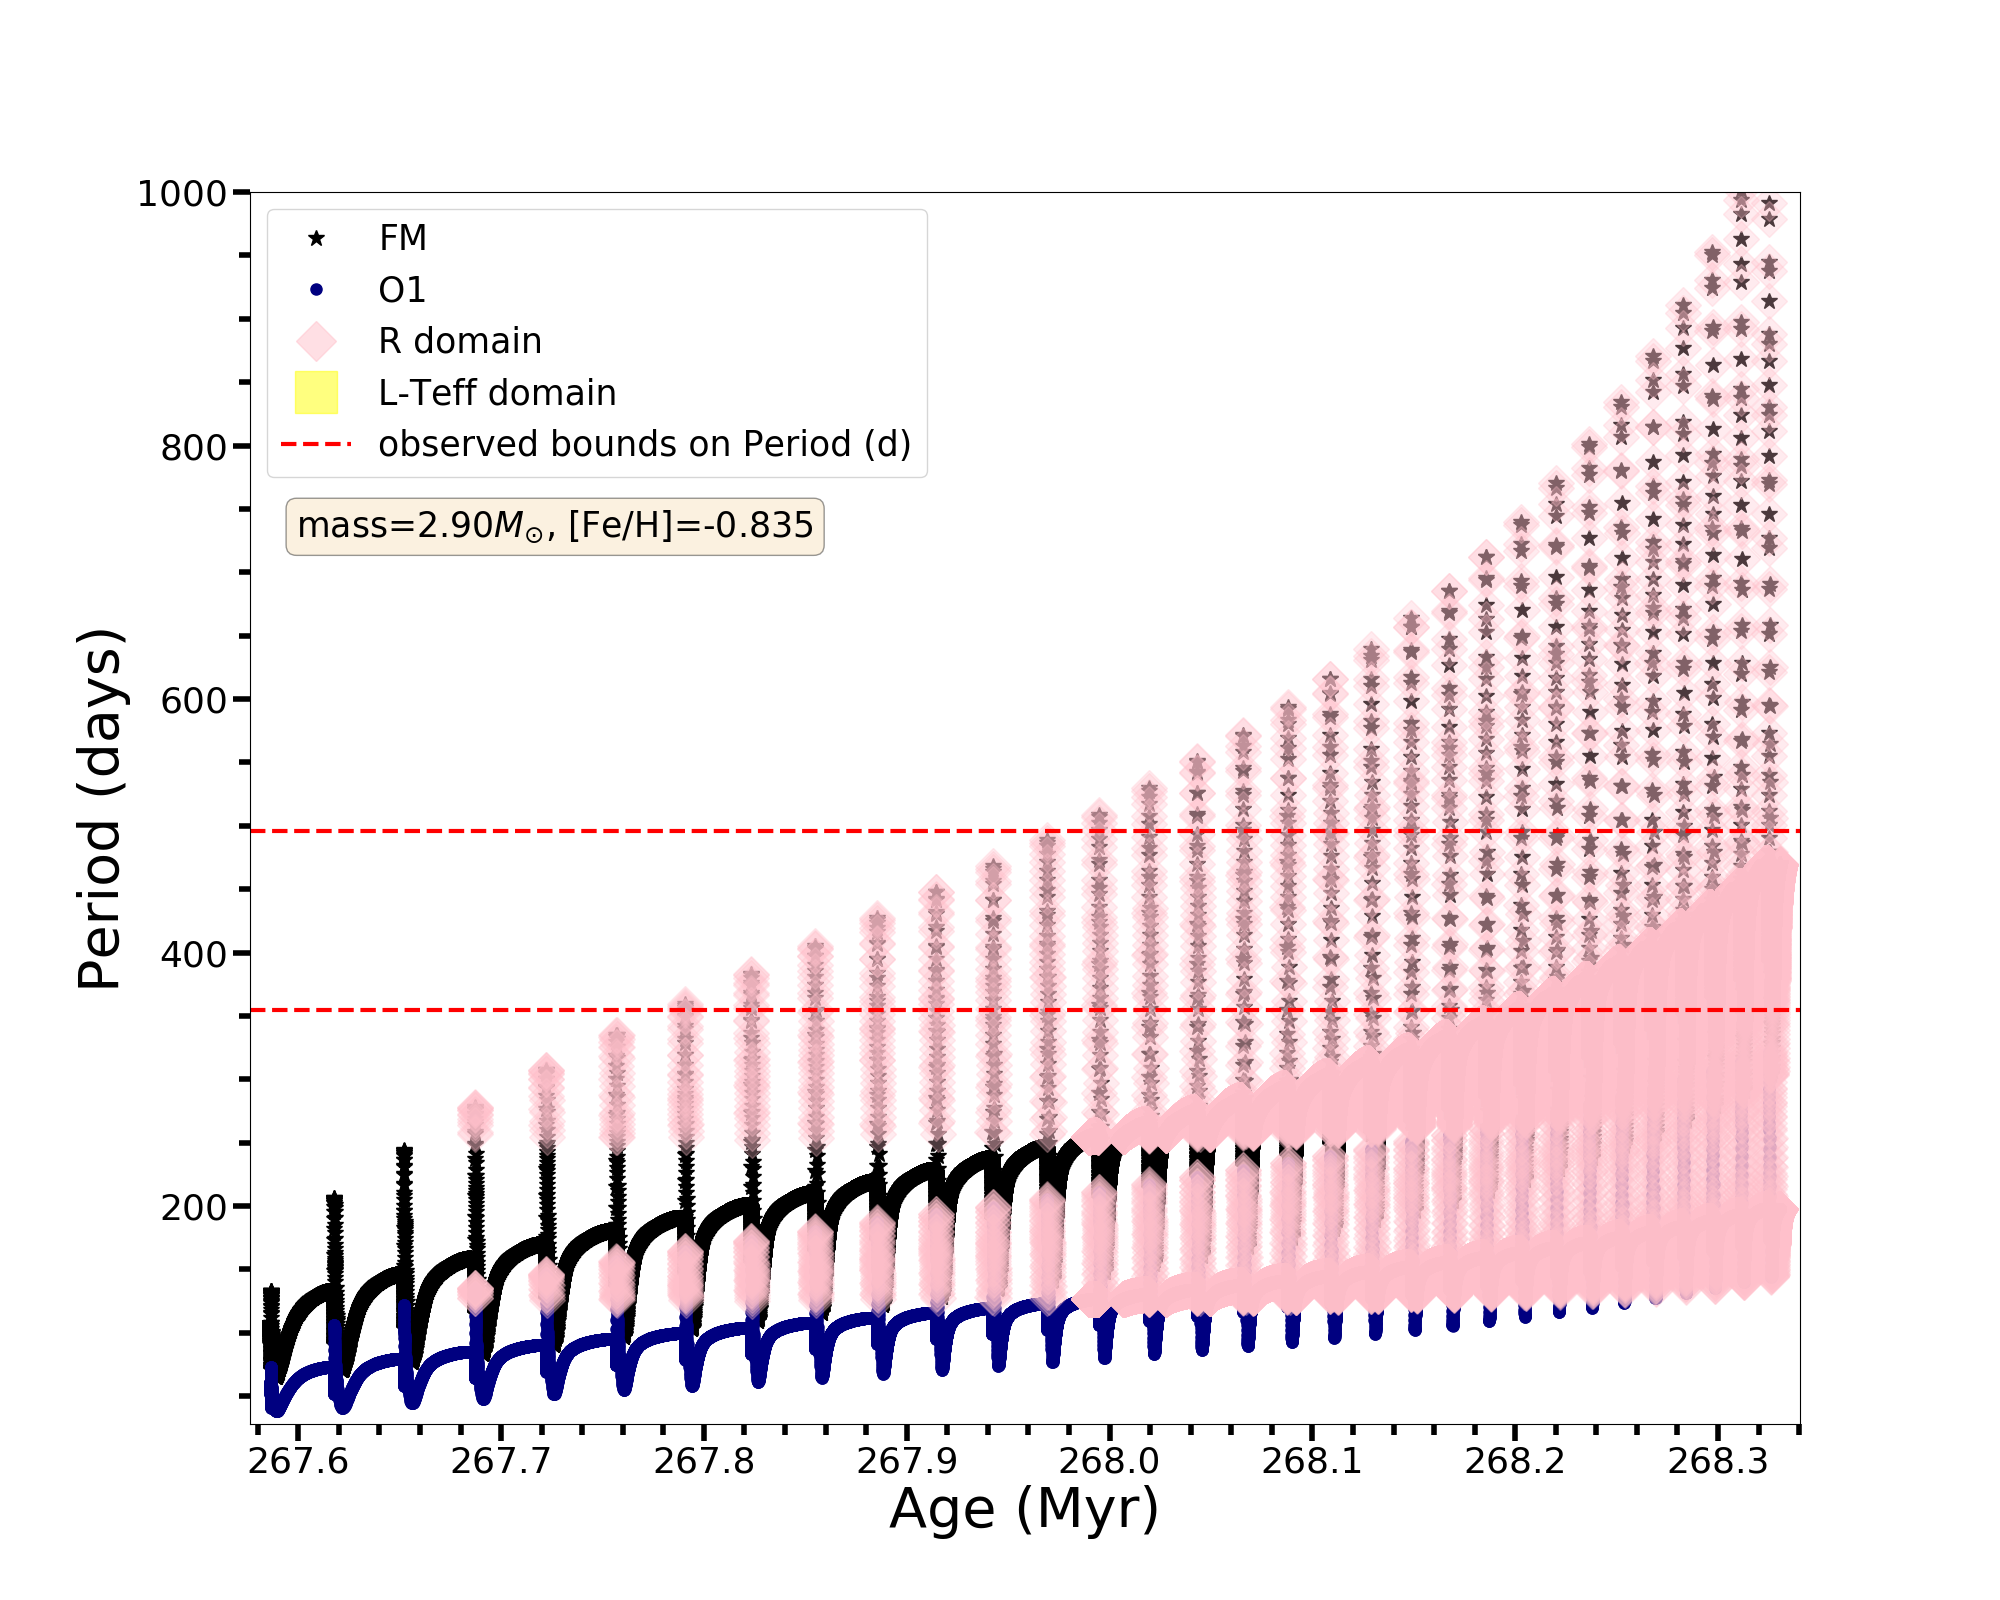 1000
800
600
400
200
Period (days)
FM
O1
R domain
L-Teff domain
observed bounds on Period (d)
mass=2.90M⊙, [Fe/H]=-0.835
267.6 267.7 267.8 267.9 268.0 268.1 268.2 268.3
Age (Myr)